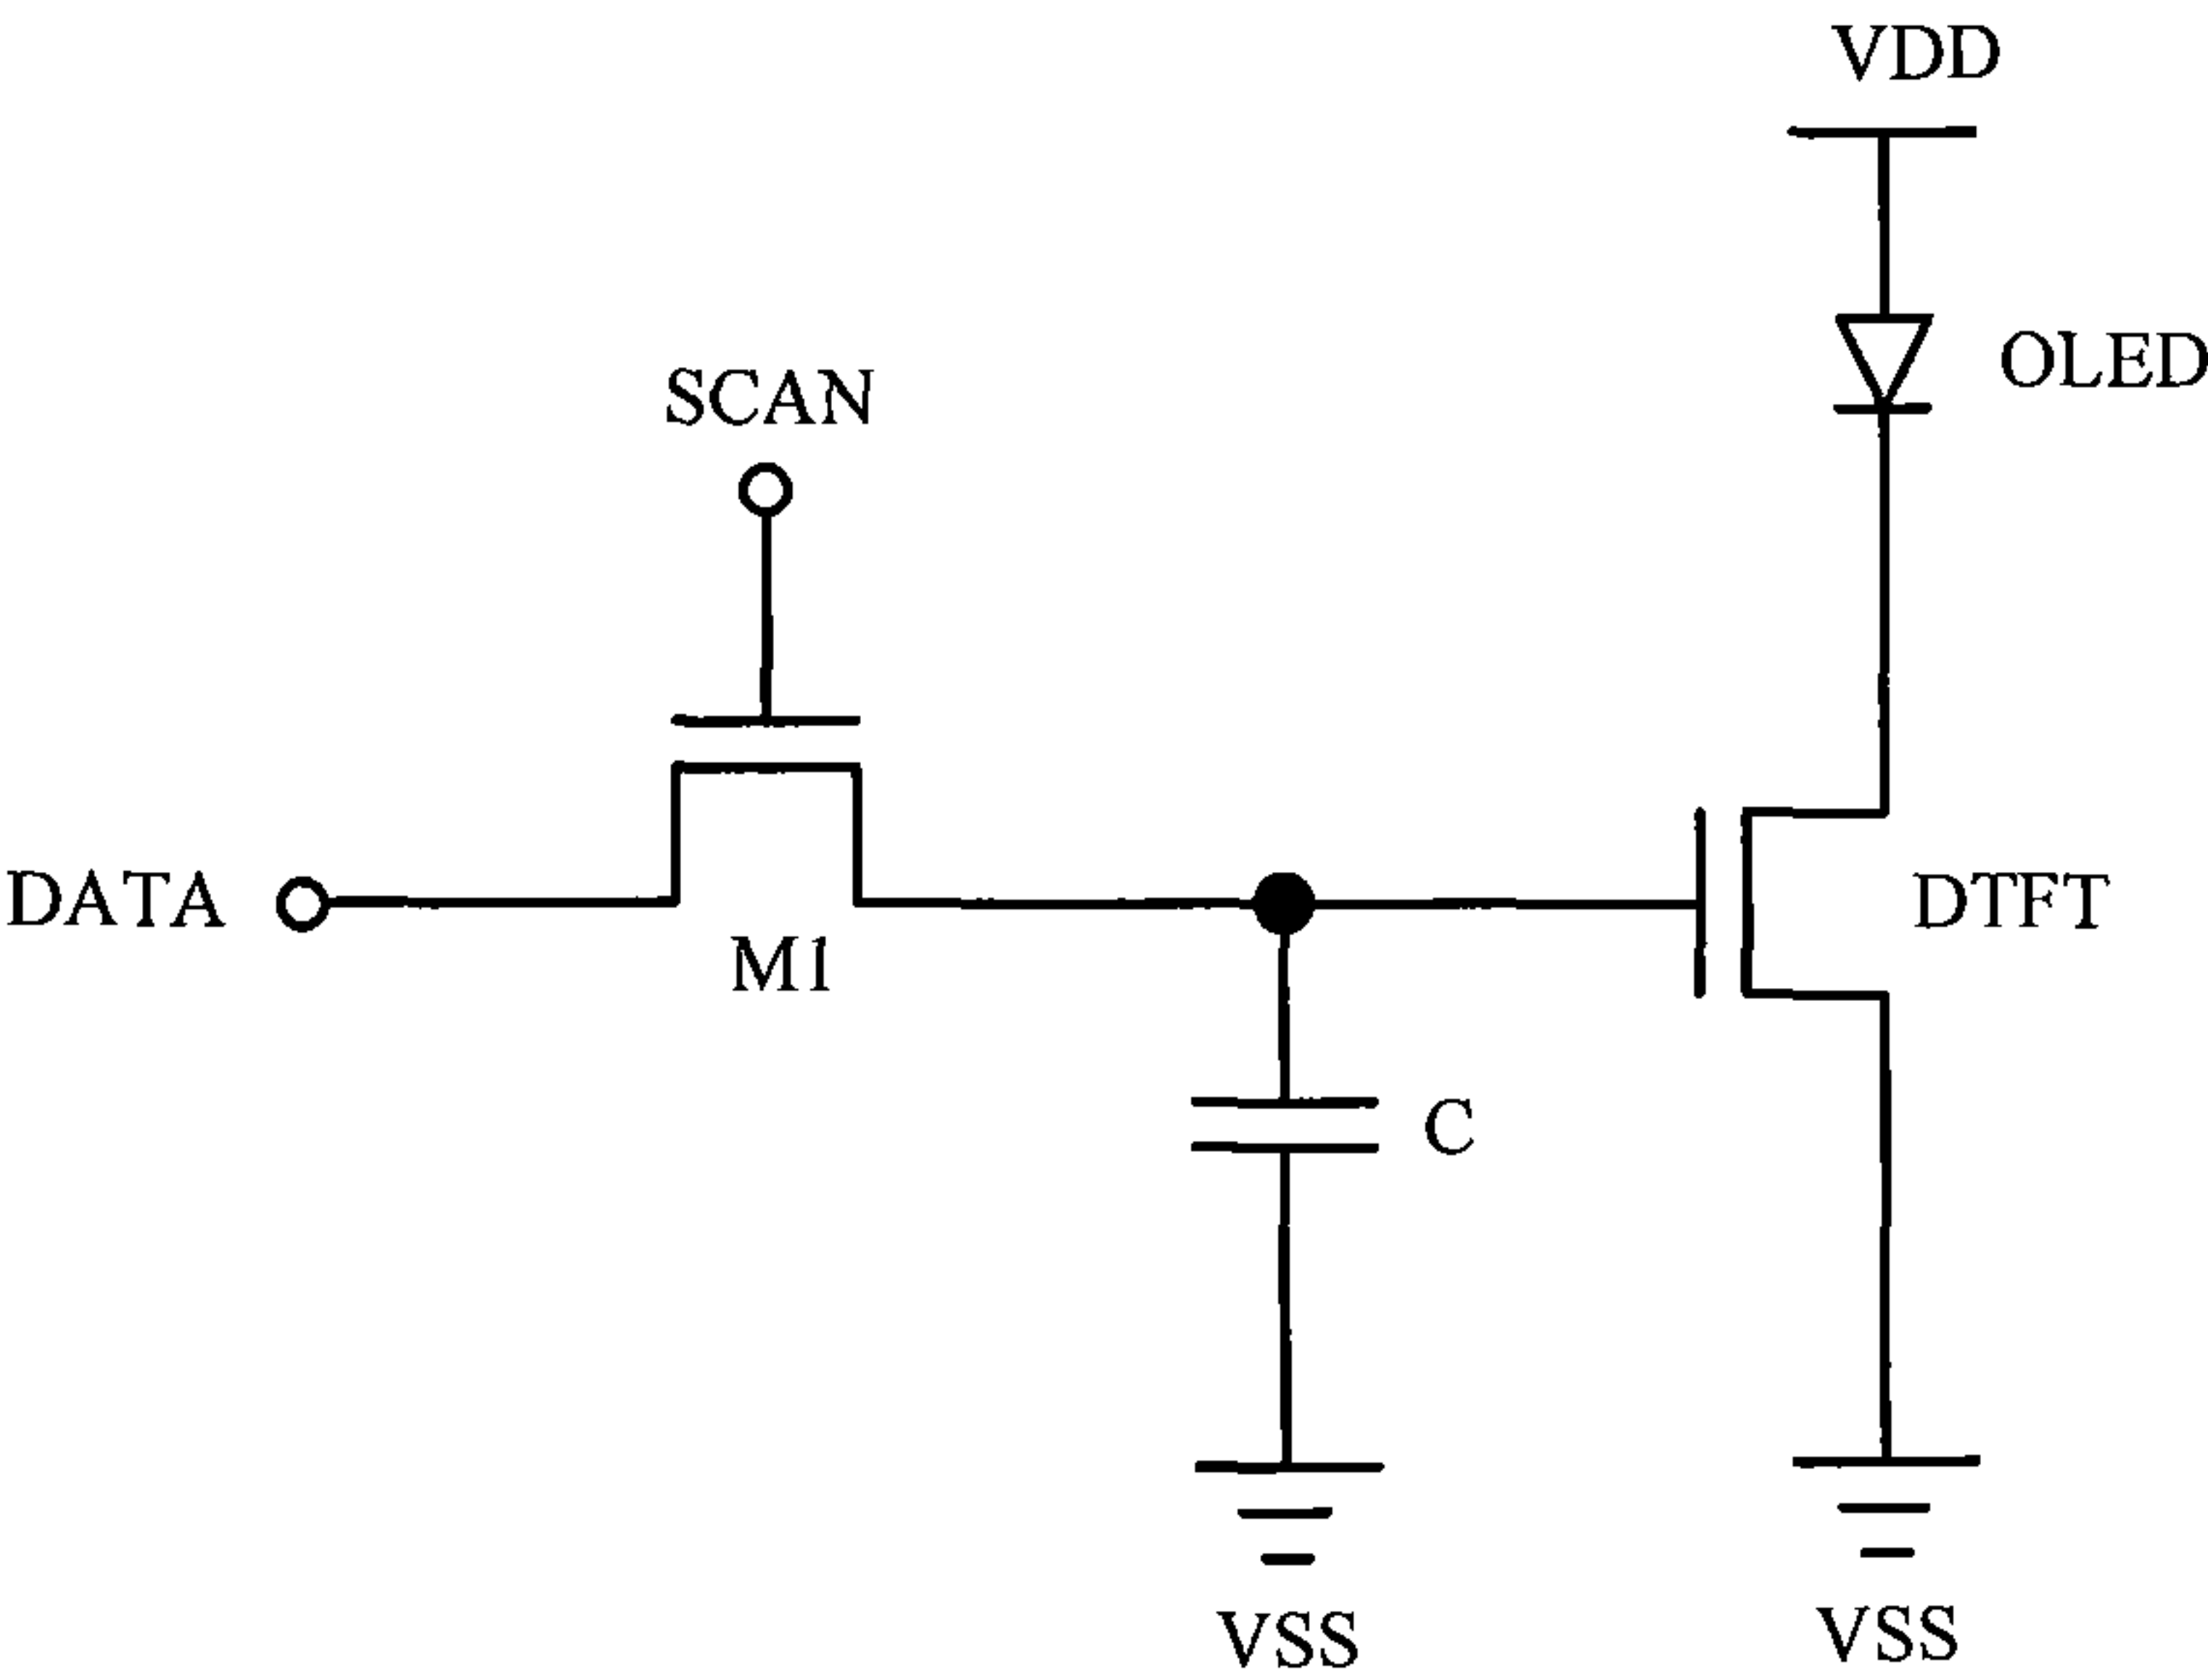 VDD
OLED
SCAN
DATA
M1
DTFT
C
VSS
VSS